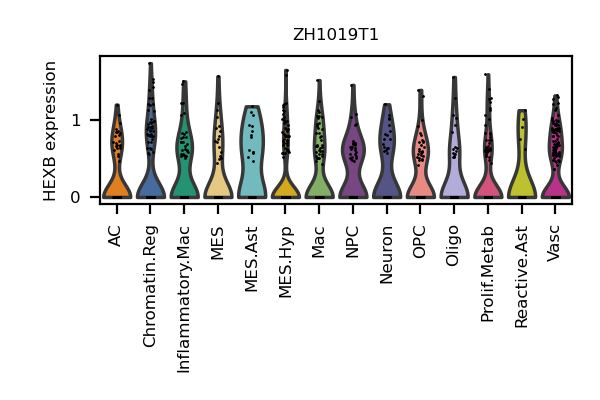 ZH1019T1
HEXB expression
1
0
AC
Chromatin.Reg
Inflammatory.Mac
MES
MES.Ast
MES.Hyp
Mac
NPC
Neuron
OPC
Oligo
Prolif.Metab
Reactive.Ast
Vasc